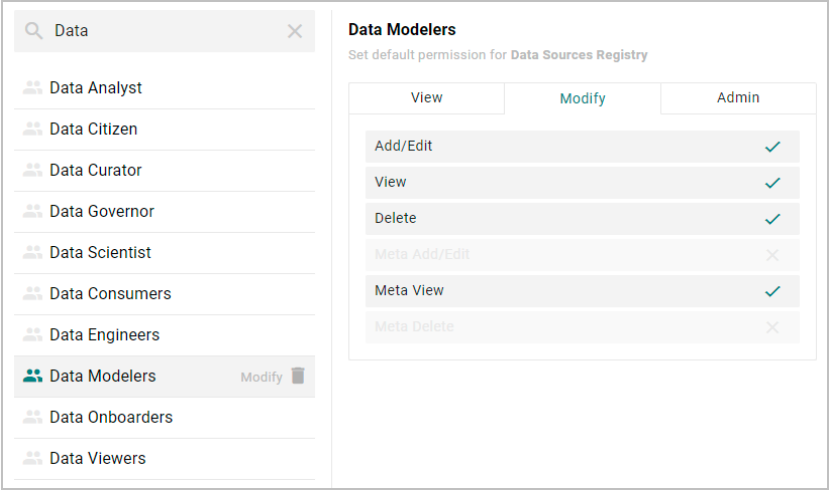 Data
Data Analyst
Data Citizen
Data Curator
Data Governor
Data Scientist
Data Consumers
Data Engineers
Data Modelers Modify
Data Onboarders
Data Viewers
Data Modelers
Set default permission for Data Sources Registry
View Modify Admin
Add/Edit
View
Delete
Meta Add/Edit
Meta View
Meta Delete